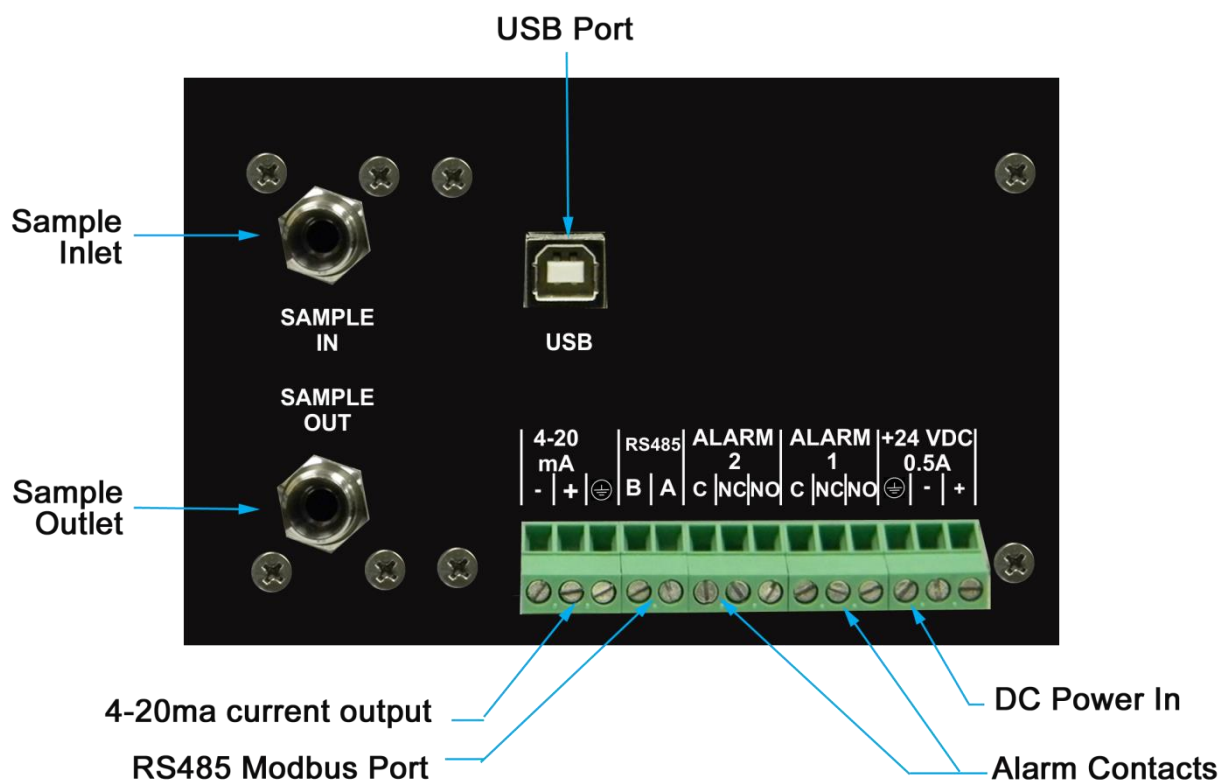 USB Port
Sample
Inlet
SAMPLE
IN
USB
SAMPLE
OUT
Sample
Outlet
4-20
mA
- + ⏚
RS485
B A
ALARM
2
C NC NO
ALARM
1
C NC NO
+24 VDC
0.5A
⏚ - +
4-20ma current output
RS485 Modbus Port
DC Power In
Alarm Contacts